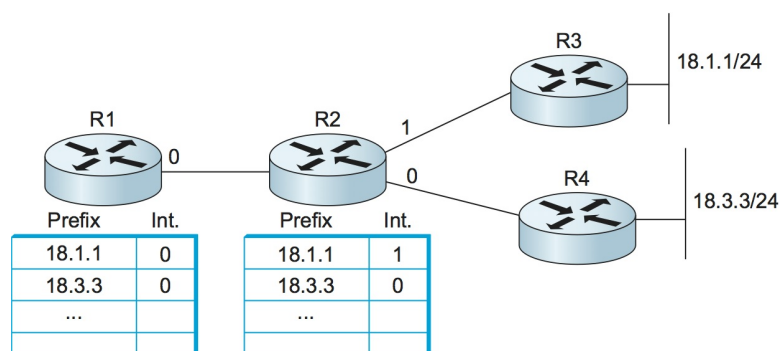 R3
18.1.1/24
R1
R2
1
0
0
R4
18.3.3/24
Prefix Int.
18.1.1 0
18.3.3 0
...
Prefix Int.
18.1.1 1
18.3.3 0
...